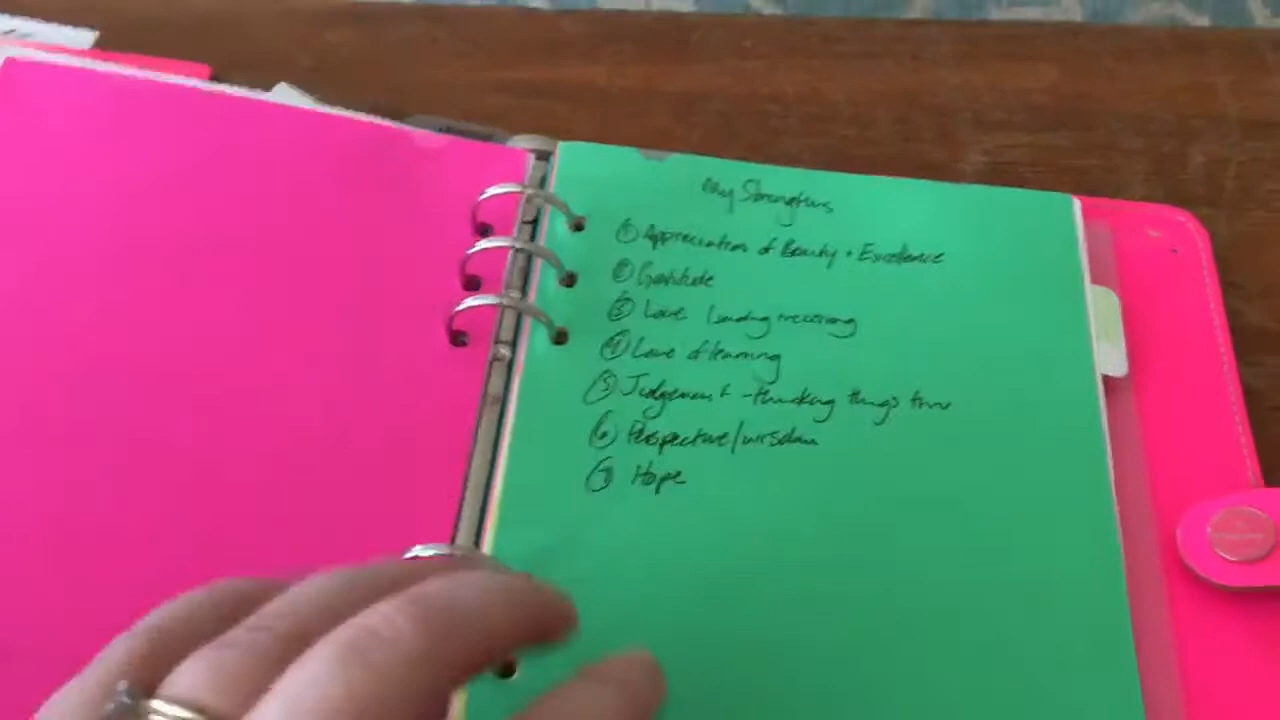 My Strengths
① Appreciation of Beauty + Excellence
② Gratitude
③ Love
④ Love of learning
⑤ Judgement - thinking things thru
⑥ Perspective/wisdom
⑦ Hope